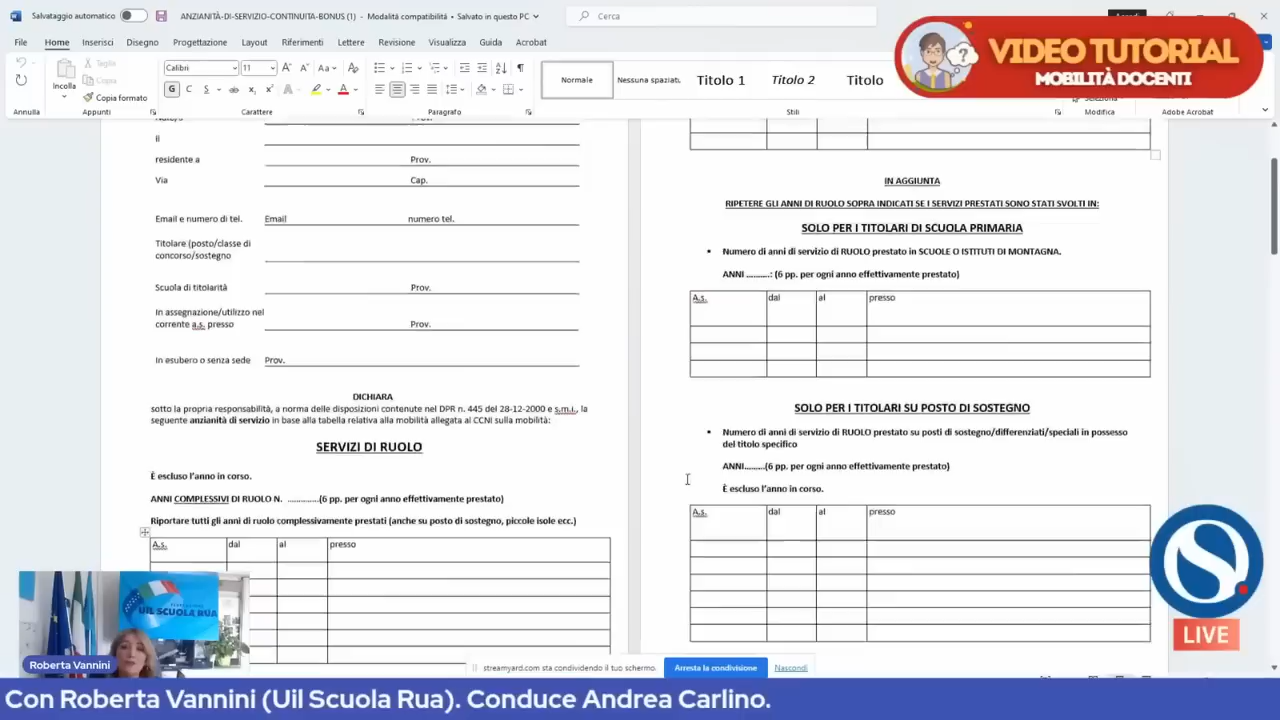 Salvataggio automatico
ANZIANITÀ-DI-SERVIZIO-CONTINUITA-BONUS (1) - Modalità compatibilità • Salvato in questo PC
Cerca
File Home Inserisci Disegno Progettazione Layout Riferimenti Lettere Revisione Visualizza Guida Acrobat
VIDEO TUTORIAL
MOBILITÀ DOCENTI
Incolla
Taglia
Copia
Copia formato
Calibri 11
Normale
Nessuna spaziat.
Titolo 1
Titolo 2
Titolo
Annulla Appunti Carattere Paragrafo Stili Modifica Adobe Acrobat
il
residente a Prov.
Via Cap.
Email e numero di tel. Email numero tel.
Titolare (posto/classe di
concorso/sostegno
Scuola di titolarità Prov.
In assegnazione/utilizzo nel
corrente a.s. presso Prov.
In esubero o senza sede Prov.
DICHIARA
sotto la propria responsabilità, a norma delle disposizioni contenute nel DPR n. 445 del 28-12-2000 e s.m.i., la
seguente anzianità di servizio in base alla tabella relativa alla mobilità allegata al CCNI sulla mobilità:
SERVIZI DI RUOLO
È escluso l'anno in corso.
ANNI COMPLESSIVI DI RUOLO N. ..............(6 pp. per ogni anno effettivamente prestato)
Riportare tutti gli anni di ruolo complessivamente prestati (anche su posto di sostegno, piccole isole ecc.)
A.s. dal al presso
IN AGGIUNTA
RIPETERE GLI ANNI DI RUOLO SOPRA INDICATI SE I SERVIZI PRESTATI SONO STATI SVOLTI IN:
SOLO PER I TITOLARI DI SCUOLA PRIMARIA
• Numero di anni di servizio di RUOLO prestato in SCUOLE O ISTITUTI DI MONTAGNA.
ANNI ..........: (6 pp. per ogni anno effettivamente prestato)
A.s. dal al presso
SOLO PER I TITOLARI SU POSTO DI SOSTEGNO
• Numero di anni di servizio di RUOLO prestato su posti di sostegno/differenziati/speciali in possesso
del titolo specifico
ANNI.........(6 pp. per ogni anno effettivamente prestato)
È escluso l'anno in corso.
A.s. dal al presso
UIL SCUOLA RUA
Roberta Vannini
streamyard.com sta condividendo il tuo schermo.
Arresta la condivisione
Nascondi
LIVE
Con Roberta Vannini (Uil Scuola Rua). Conduce Andrea Carlino.